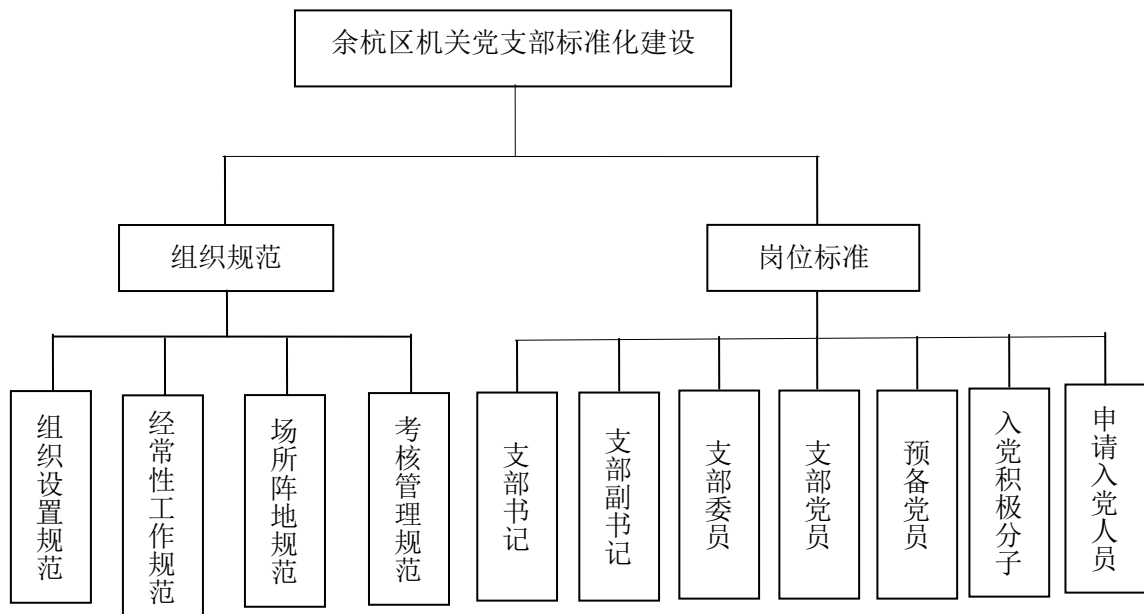 余杭区机关党支部标准化建设
组织规范
岗位标准
组织设置规范
经常性工作规范
场所阵地规范
考核管理规范
支部书记
支部副书记
支部委员
支部党员
预备党员
入党积极分子
申请入党人员